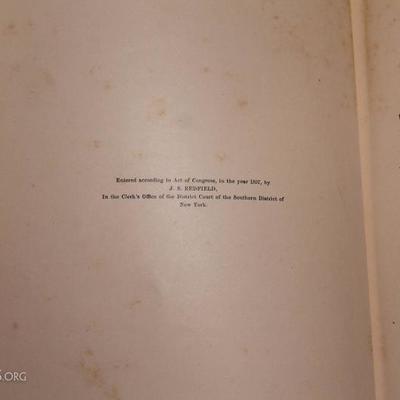 Entered according to Act of Congress, in the year 1857, by
J. S. REDFIELD,
In the Clerk's Office of the District Court of the Southern District of
New York.
.ORG